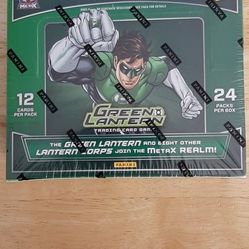 METAX
12
CARDS
PER PACK
24
PACKS
PER BOX
GREEN LANTERN
TRADING CARD GAME
THE GREEN LANTERN AND EIGHT OTHER
LANTERN CORPS JOIN THE METAX REALM!
PANINI